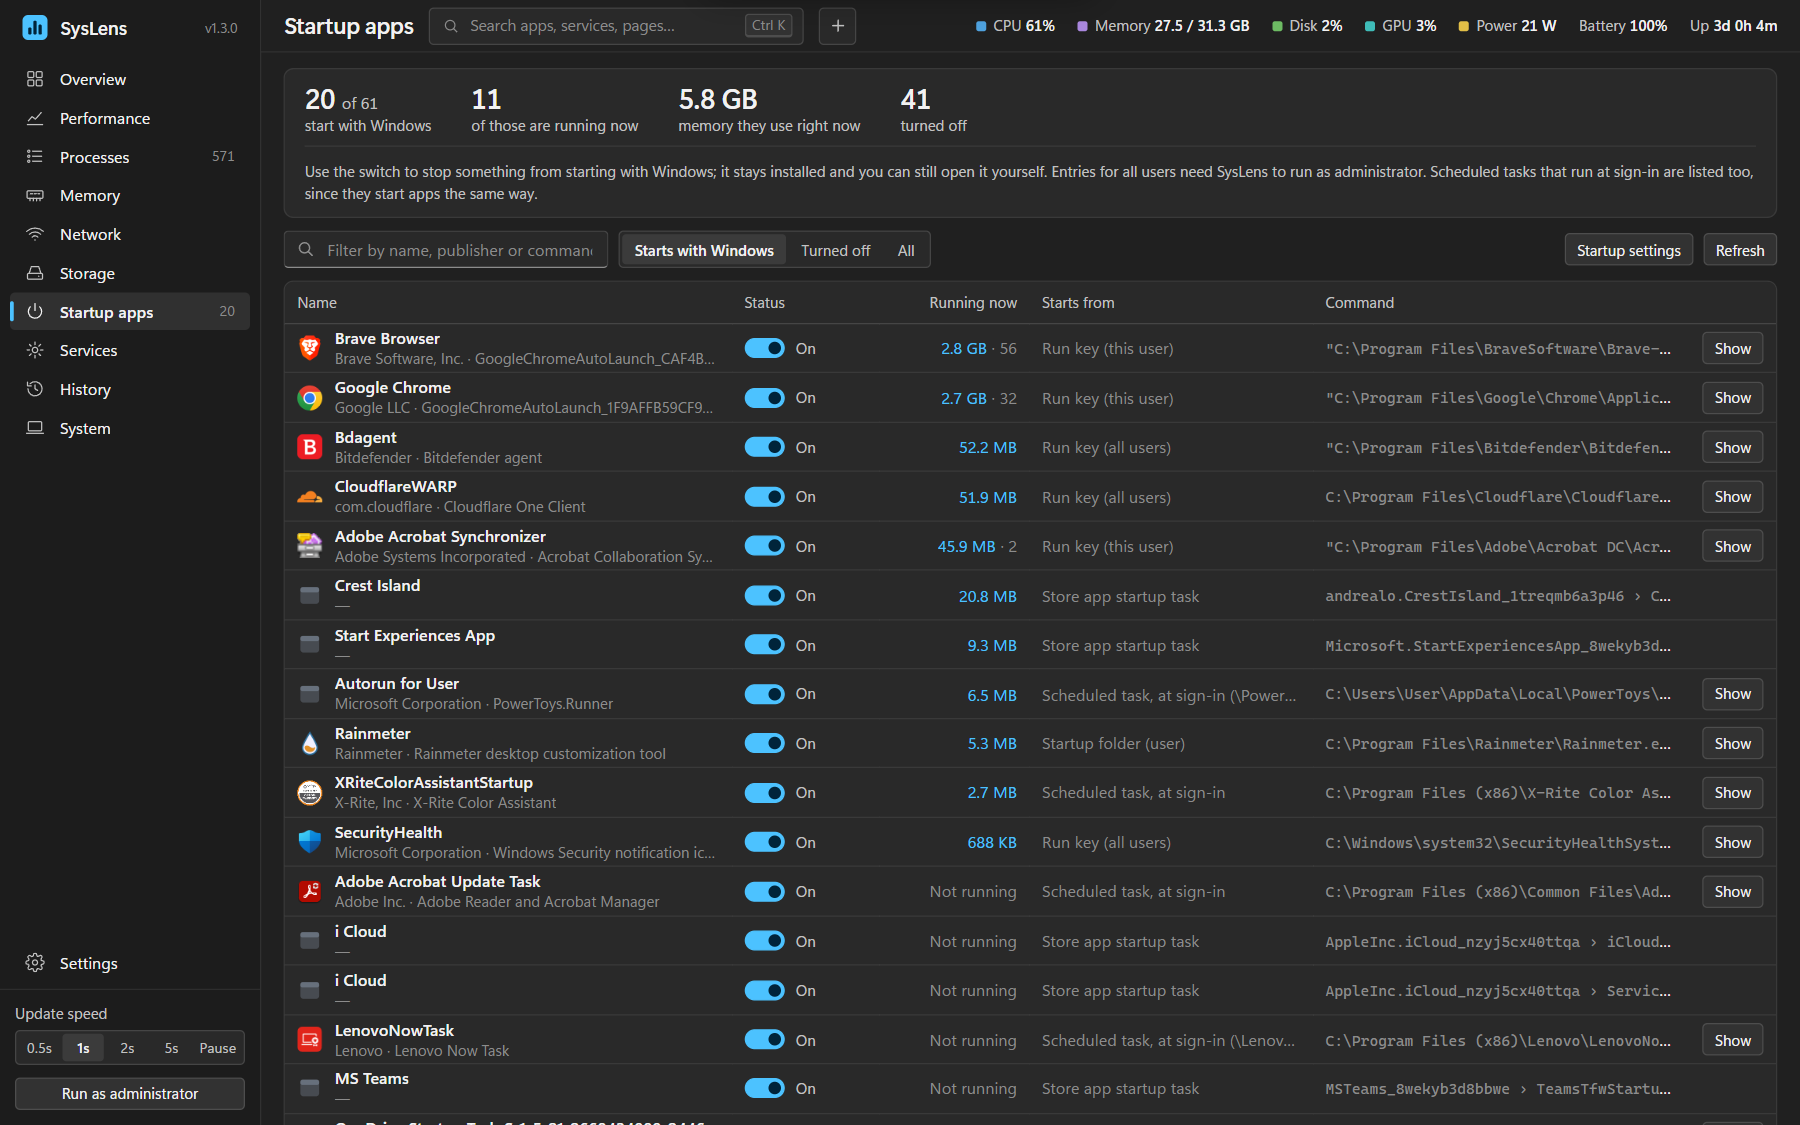 SysLens
v1.3.0
Overview
Performance
Processes
571
Memory
Network
Storage
Startup apps
20
Services
History
System
Settings
Update speed
0.5s 1s 2s 5s Pause
Run as administrator
Startup apps
Search apps, services, pages...
Ctrl K
+
CPU 61%
Memory 27.5 / 31.3 GB
Disk 2%
GPU 3%
Power 21 W
Battery 100%
Up 3d 0h 4m
20 of 61
start with Windows
11
of those are running now
5.8 GB
memory they use right now
41
turned off
Use the switch to stop something from starting with Windows; it stays installed and you can still open it yourself. Entries for all users need SysLens to run as administrator. Scheduled tasks that run at sign-in are listed too,
since they start apps the same way.
Filter by name, publisher or comman
Starts with Windows
Turned off
All
Startup settings
Refresh
Name Status Running now Starts from Command
Brave Browser
Brave Software, Inc. · GoogleChromeAutoLaunch_CAF4B...
On 2.8 GB · 56 Run key (this user) "C:\Program Files\BraveSoftware\Brave-... Show
Google Chrome
Google LLC · GoogleChromeAutoLaunch_1F9AFFB59CF9...
On 2.7 GB · 32 Run key (this user) "C:\Program Files\Google\Chrome\Applic... Show
Bdagent
Bitdefender · Bitdefender agent
On 52.2 MB Run key (all users) "C:\Program Files\Bitdefender\Bitdefen... Show
CloudflareWARP
com.cloudflare · Cloudflare One Client
On 51.9 MB Run key (all users) C:\Program Files\Cloudflare\Cloudflare... Show
Adobe Acrobat Synchronizer
Adobe Systems Incorporated · Acrobat Collaboration Sy...
On 45.9 MB · 2 Run key (this user) "C:\Program Files\Adobe\Acrobat DC\Acr... Show
Crest Island
—
On 20.8 MB Store app startup task andrealo.CrestIsland_1treqmb6a3p46 › C...
Start Experiences App
—
On 9.3 MB Store app startup task Microsoft.StartExperiencesApp_8wekyb3d...
Autorun for User
Microsoft Corporation · PowerToys.Runner
On 6.5 MB Scheduled task, at sign-in (\Power... C:\Users\User\AppData\Local\PowerToys\... Show
Rainmeter
Rainmeter · Rainmeter desktop customization tool
On 5.3 MB Startup folder (user) C:\Program Files\Rainmeter\Rainmeter.e... Show
XRiteColorAssistantStartup
X-Rite, Inc · X-Rite Color Assistant
On 2.7 MB Scheduled task, at sign-in C:\Program Files (x86)\X-Rite Color As... Show
SecurityHealth
Microsoft Corporation · Windows Security notification ic...
On 688 KB Run key (all users) C:\Windows\system32\SecurityHealthSyst... Show
Adobe Acrobat Update Task
Adobe Inc. · Adobe Reader and Acrobat Manager
On Not running Scheduled task, at sign-in C:\Program Files (x86)\Common Files\Ad... Show
i Cloud
—
On Not running Store app startup task AppleInc.iCloud_nzyj5cx40ttqa › iCloud...
i Cloud
—
On Not running Store app startup task AppleInc.iCloud_nzyj5cx40ttqa › Servic...
LenovoNowTask
Lenovo · Lenovo Now Task
On Not running Scheduled task, at sign-in (\Lenov... C:\Program Files (x86)\Lenovo\LenovoNo... Show
MS Teams
—
On Not running Store app startup task MSTeams_8wekyb3d8bbwe › TeamsTfwStartu...